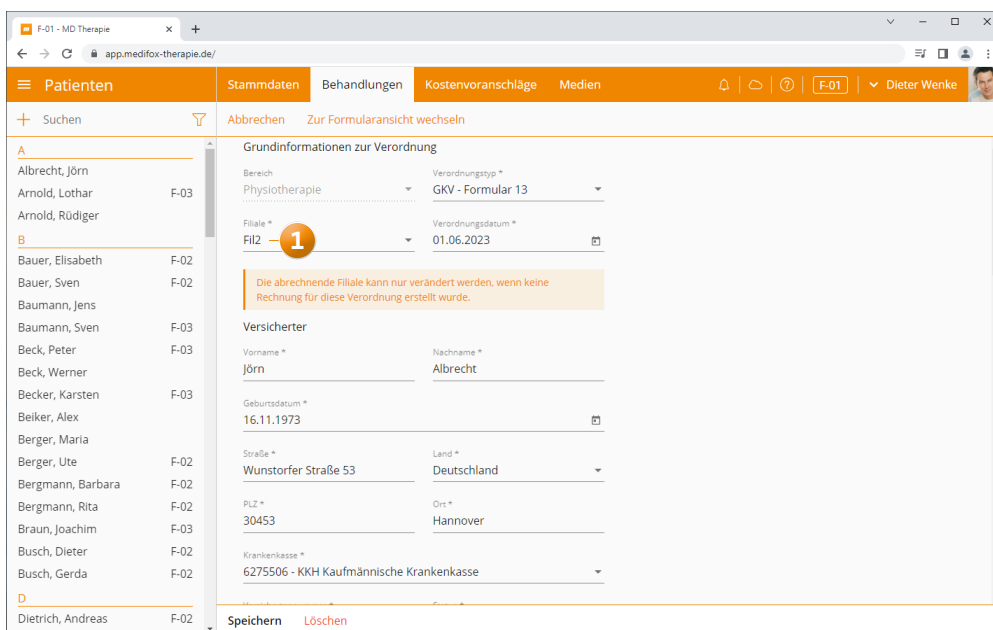 F-01 - MD Therapie
app.medifox-therapie.de/
Patienten
Stammdaten Behandlungen Kostenvoranschläge Medien
F-01 Dieter Wenke
Suchen
Abbrechen Zur Formularansicht wechseln
A
Albrecht, Jörn
Arnold, Lothar F-03
Arnold, Rüdiger
B
Bauer, Elisabeth F-02
Bauer, Sven F-02
Baumann, Jens
Baumann, Sven F-03
Beck, Peter F-03
Beck, Werner
Becker, Karsten F-03
Beiker, Alex
Berger, Maria
Berger, Ute F-02
Bergmann, Barbara F-02
Bergmann, Rita F-02
Braun, Joachim F-03
Busch, Dieter F-02
Busch, Gerda F-02
D
Dietrich, Andreas F-02
Grundinformationen zur Verordnung
Bereich Verordnungstyp *
Physiotherapie GKV - Formular 13
Filiale * Verordnungsdatum *
Fil2 1 01.06.2023
Die abrechnende Filiale kann nur verändert werden, wenn keine
Rechnung für diese Verordnung erstellt wurde.
Versicherter
Vorname * Nachname *
Jörn Albrecht
Geburtsdatum *
16.11.1973
Straße * Land *
Wunstorfer Straße 53 Deutschland
PLZ * Ort *
30453 Hannover
Krankenkasse *
6275506 - KKH Kaufmännische Krankenkasse
Speichern Löschen